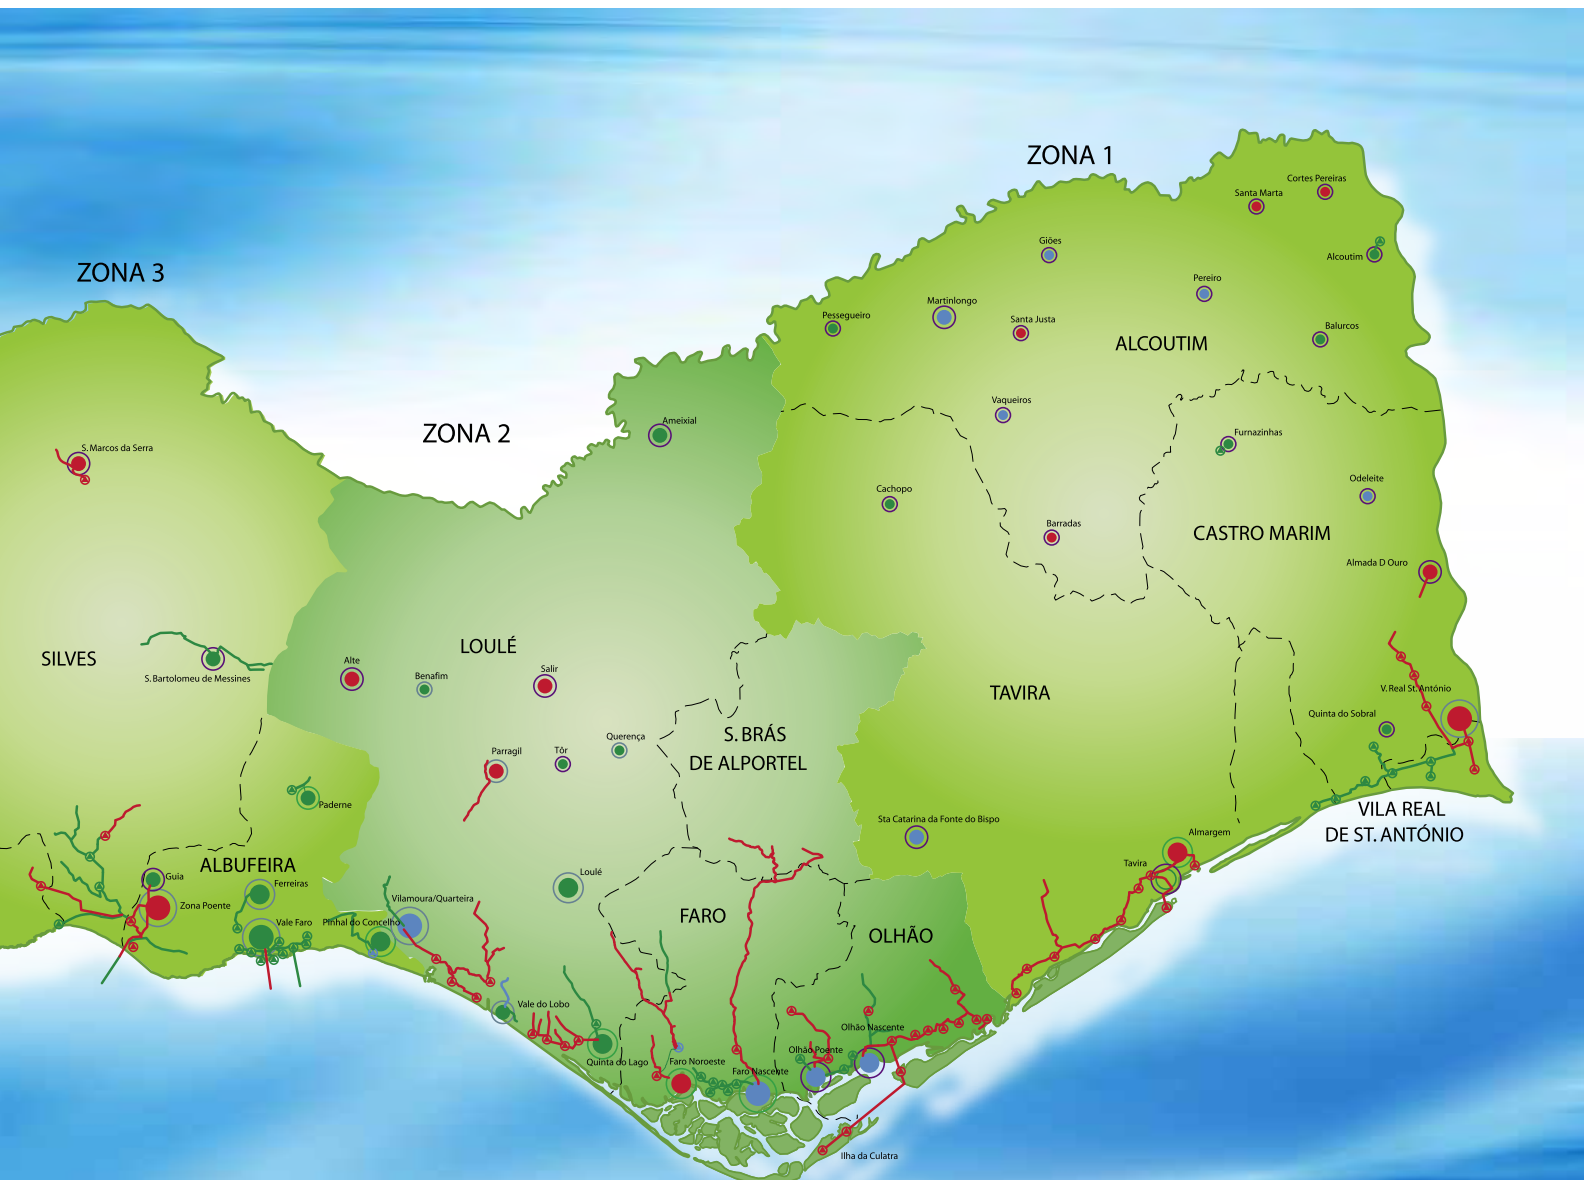 ZONA 1
Cortes Pereiras
Santa Marta
Giões
Alcoutim
ZONA 3
Pereiro
Martinlongo
Pessegueiro
Santa Justa
Balurcos
ALCOUTIM
Vaqueiros
Ameixial
ZONA 2
Furnazinhas
S. Marcos da Serra
Odeleite
Cachopo
Barradas
CASTRO MARIM
Almada D Ouro
LOULÉ
SILVES
Alte
Salir
Benafim
S. Bartolomeu de Messines
V. Real St. António
TAVIRA
Quinta do Sobral
S. BRÁS
DE ALPORTEL
Querença
Tôr
Parragil
Paderne
VILA REAL
DE ST. ANTÓNIO
Sta Catarina da Fonte do Bispo
Almargem
Tavira
ALBUFEIRA
Guia
Ferreiras
Loulé
Vilamoura/Quarteira
Zona Poente
FARO
Vale Faro
Pinhal do Concelho
OLHÃO
Vale do Lobo
Olhão Nascente
Olhão Poente
Quinta do Lago
Faro Noroeste
Faro Nascente
Ilha da Culatra